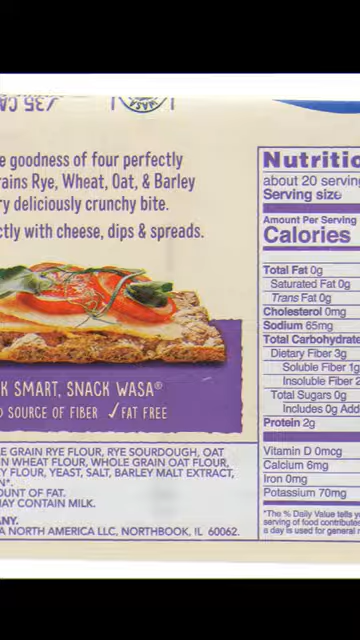 /35 CA
WASA
e goodness of four perfectly
rains Rye, Wheat, Oat, & Barley
ry deliciously crunchy bite.
ctly with cheese, dips & spreads.
K SMART, SNACK WASA®
D SOURCE OF FIBER ✓FAT FREE
E GRAIN RYE FLOUR, RYE SOURDOUGH, OAT
N WHEAT FLOUR, WHOLE GRAIN OAT FLOUR,
Y FLOUR, YEAST, SALT, BARLEY MALT EXTRACT,
N*.
OUNT OF FAT.
MAY CONTAIN MILK.
ANY.
A NORTH AMERICA LLC, NORTHBOOK, IL 60062.
Nutritio
about 20 serving
Serving size
Amount Per Serving
Calories
Total Fat 0g
Saturated Fat 0g
Trans Fat 0g
Cholesterol 0mg
Sodium 65mg
Total Carbohydrate
Dietary Fiber 3g
Soluble Fiber 1g
Insoluble Fiber 2
Total Sugars 0g
Includes 0g Add
Protein 2g
Vitamin D 0mcg
Calcium 6mg
Iron 0mg
Potassium 70mg
*The % Daily Value tells yo
serving of food contribute
a day is used for general n